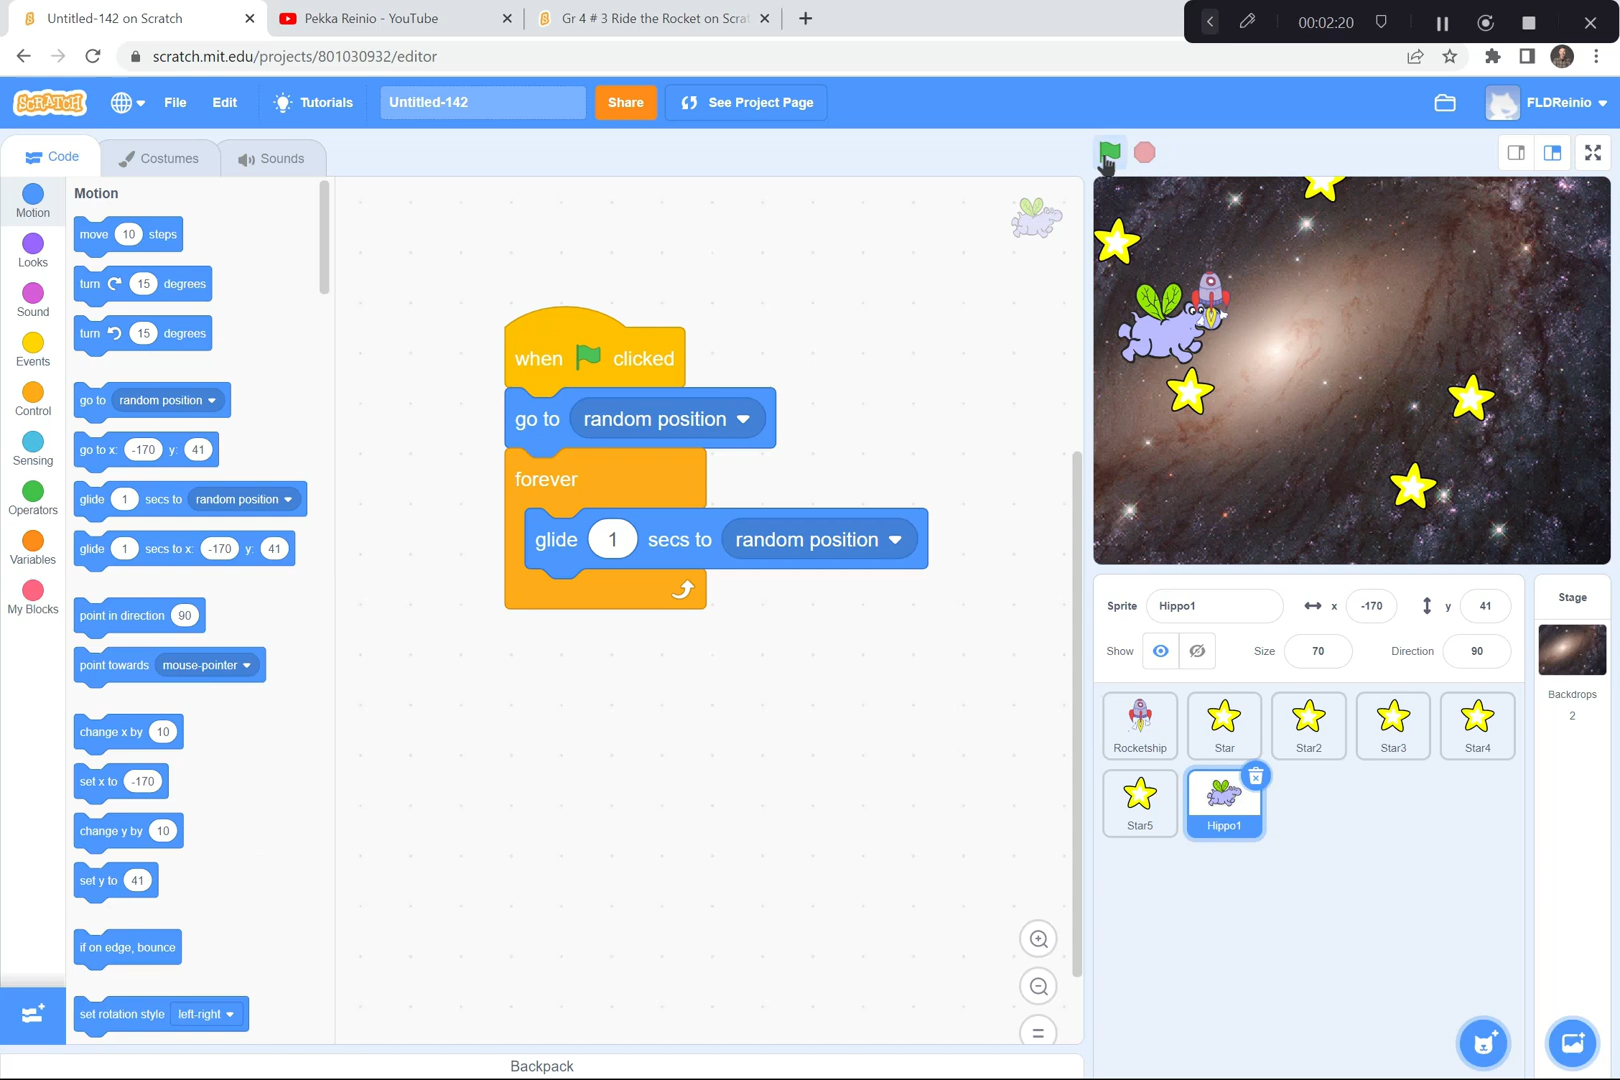 Untitled-142 on Scratch
Pekka Reinio - YouTube
Gr 4 # 3 Ride the Rocket on Scrat
00:02:20
scratch.mit.edu/projects/801030932/editor
SCRATCH
File
Edit
Tutorials
Untitled-142
Share
See Project Page
FLDReinio
Code
Costumes
Sounds
Motion
Looks
Sound
Events
Control
Sensing
Operators
Variables
My Blocks
Motion
move 10 steps
turn 15 degrees
turn 15 degrees
go to random position
go to x: -170 y: 41
glide 1 secs to random position
glide 1 secs to x: -170 y: 41
point in direction 90
point towards mouse-pointer
change x by 10
set x to -170
change y by 10
set y to 41
if on edge, bounce
set rotation style left-right
when clicked
go to random position
forever
glide 1 secs to random position
Backpack
Sprite Hippo1 x -170 y 41
Show Size 70 Direction 90
Rocketship
Star
Star2
Star3
Star4
Star5
Hippo1
Stage
Backdrops
2